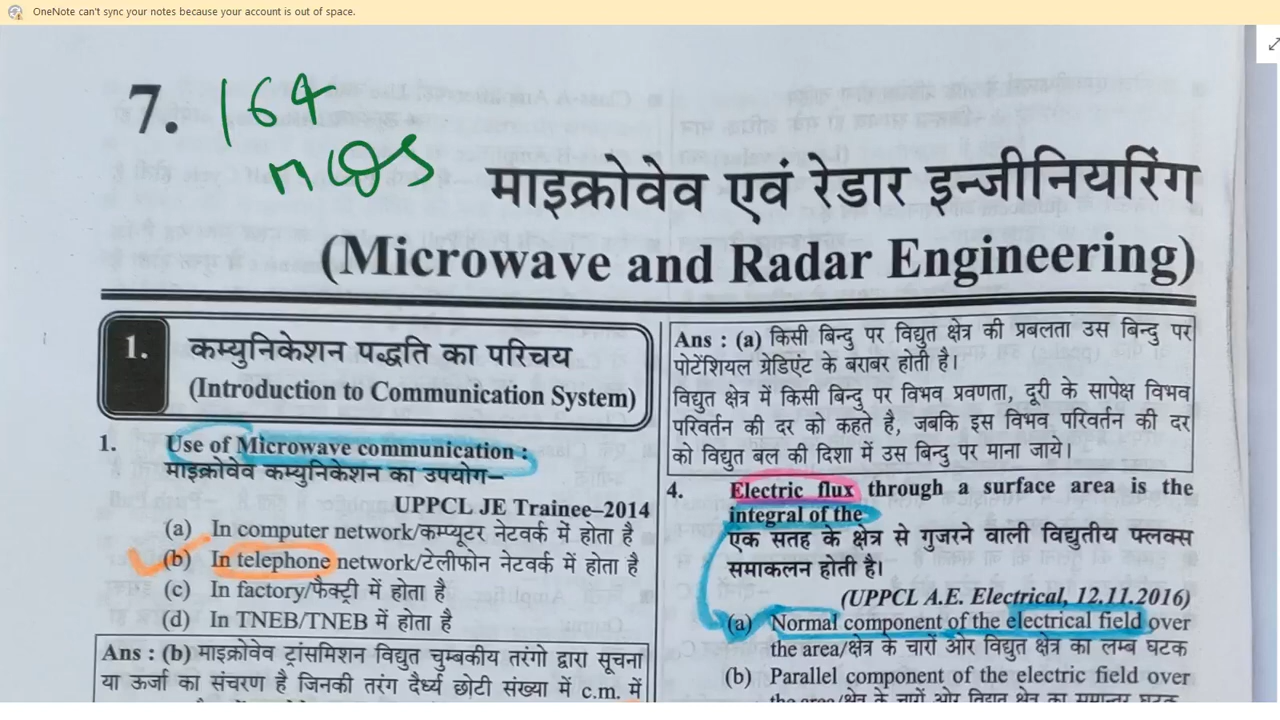 OneNote can't sync your notes because your account is out of space.
7.
164
mcqs
माइक्रोवेव एवं रेडार इन्जीनियरिंग
(Microwave and Radar Engineering)
1.
कम्युनिकेशन पद्धति का परिचय
(Introduction to Communication System)
1. Use of Microwave communication :
माइक्रोवेव कम्युनिकेशन का उपयोग–
UPPCL JE Trainee–2014
(a) In computer network/कम्प्यूटर नेटवर्क में होता है
(b) In telephone network/टेलीफोन नेटवर्क में होता है
(c) In factory/फैक्ट्री में होता है
(d) In TNEB/TNEB में होता है
Ans : (b) माइक्रोवेव ट्रांसमिशन विद्युत चुम्बकीय तरंगो द्वारा सूचना
या ऊर्जा का संचरण है जिनकी तरंग दैर्ध्य छोटी संख्या में c.m. में
Ans : (a) किसी बिन्दु पर विद्युत क्षेत्र की प्रबलता उस बिन्दु पर
पोटेंशियल ग्रेडिएंट के बराबर होती है।
विद्युत क्षेत्र में किसी बिन्दु पर विभव प्रवणता, दूरी के सापेक्ष विभव
परिवर्तन की दर को कहते है, जबकि इस विभव परिवर्तन की दर
को विद्युत बल की दिशा में उस बिन्दु पर माना जाये।
4. Electric flux through a surface area is the
integral of the
एक सतह के क्षेत्र से गुजरने वाली विद्युतीय फ्लक्स
समाकलन होती है।
(UPPCL A.E. Electrical, 12.11.2016)
(a) Normal component of the electrical field over
the area/क्षेत्र के चारों ओर विद्युत क्षेत्र का लम्ब घटक
(b) Parallel component of the electric field over
the area/क्षेत्र के चारों ओर विद्युत क्षेत्र का समान्तर घटक